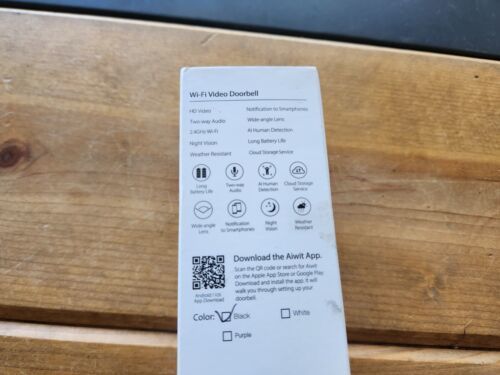 Wi-Fi Video Doorbell
HD Video
Notification to Smartphones
Two-way Audio
Wide-angle Lens
2.4GHz Wi-Fi
AI Human Detection
Night Vision
Long Battery Life
Weather Resistant
Cloud Storage Service
Long
Battery Life
Two-way
Audio
AI Human
Detection
Cloud Storage
Service
Wide-angle
Lens
Notification
to Smartphones
Night
Vision
Weather
Resistant
Download the Aiwit App.
Scan the QR code or search for Aiwit
on the Apple App Store or Google Play
Download and install the app. It will
walk you through setting up your
doorbell.
Android / iOS
App Download
Color: Black
White
Purple